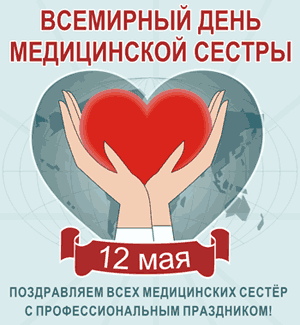 ВСЕМИРНЫЙ ДЕНЬ
МЕДИЦИНСКОЙ СЕСТРЫ
12 мая
ПОЗДРАВЛЯЕМ ВСЕХ МЕДИЦИНСКИХ СЕСТЁР
С ПРОФЕССИОНАЛЬНЫМ ПРАЗДНИКОМ!